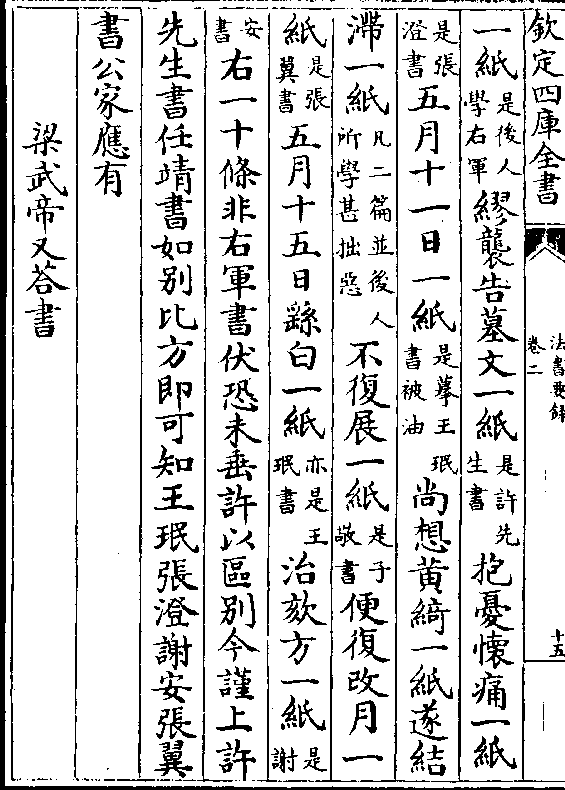 欽定四庫全書
法書要録
卷二
十五
一紙是後人學右軍繆襲告墓文一紙是許先生書抱憂懷痛一紙
是張澄書五月十一日一紙是摹王珉書被油尚想黄綺一紙遂結
滯一紙凡二篇並後人所學甚拙惡不復展一紙是子敬書便復改月一
紙是張翼書五月十五日繇白一紙亦是王珉書治欬方一紙是謝
安書右一十條非右軍書伏恐未垂許以區别今謹上許
先生書任靖書如别比方即可知王珉張澄謝安張翼
書公家應有
梁武帝又荅書